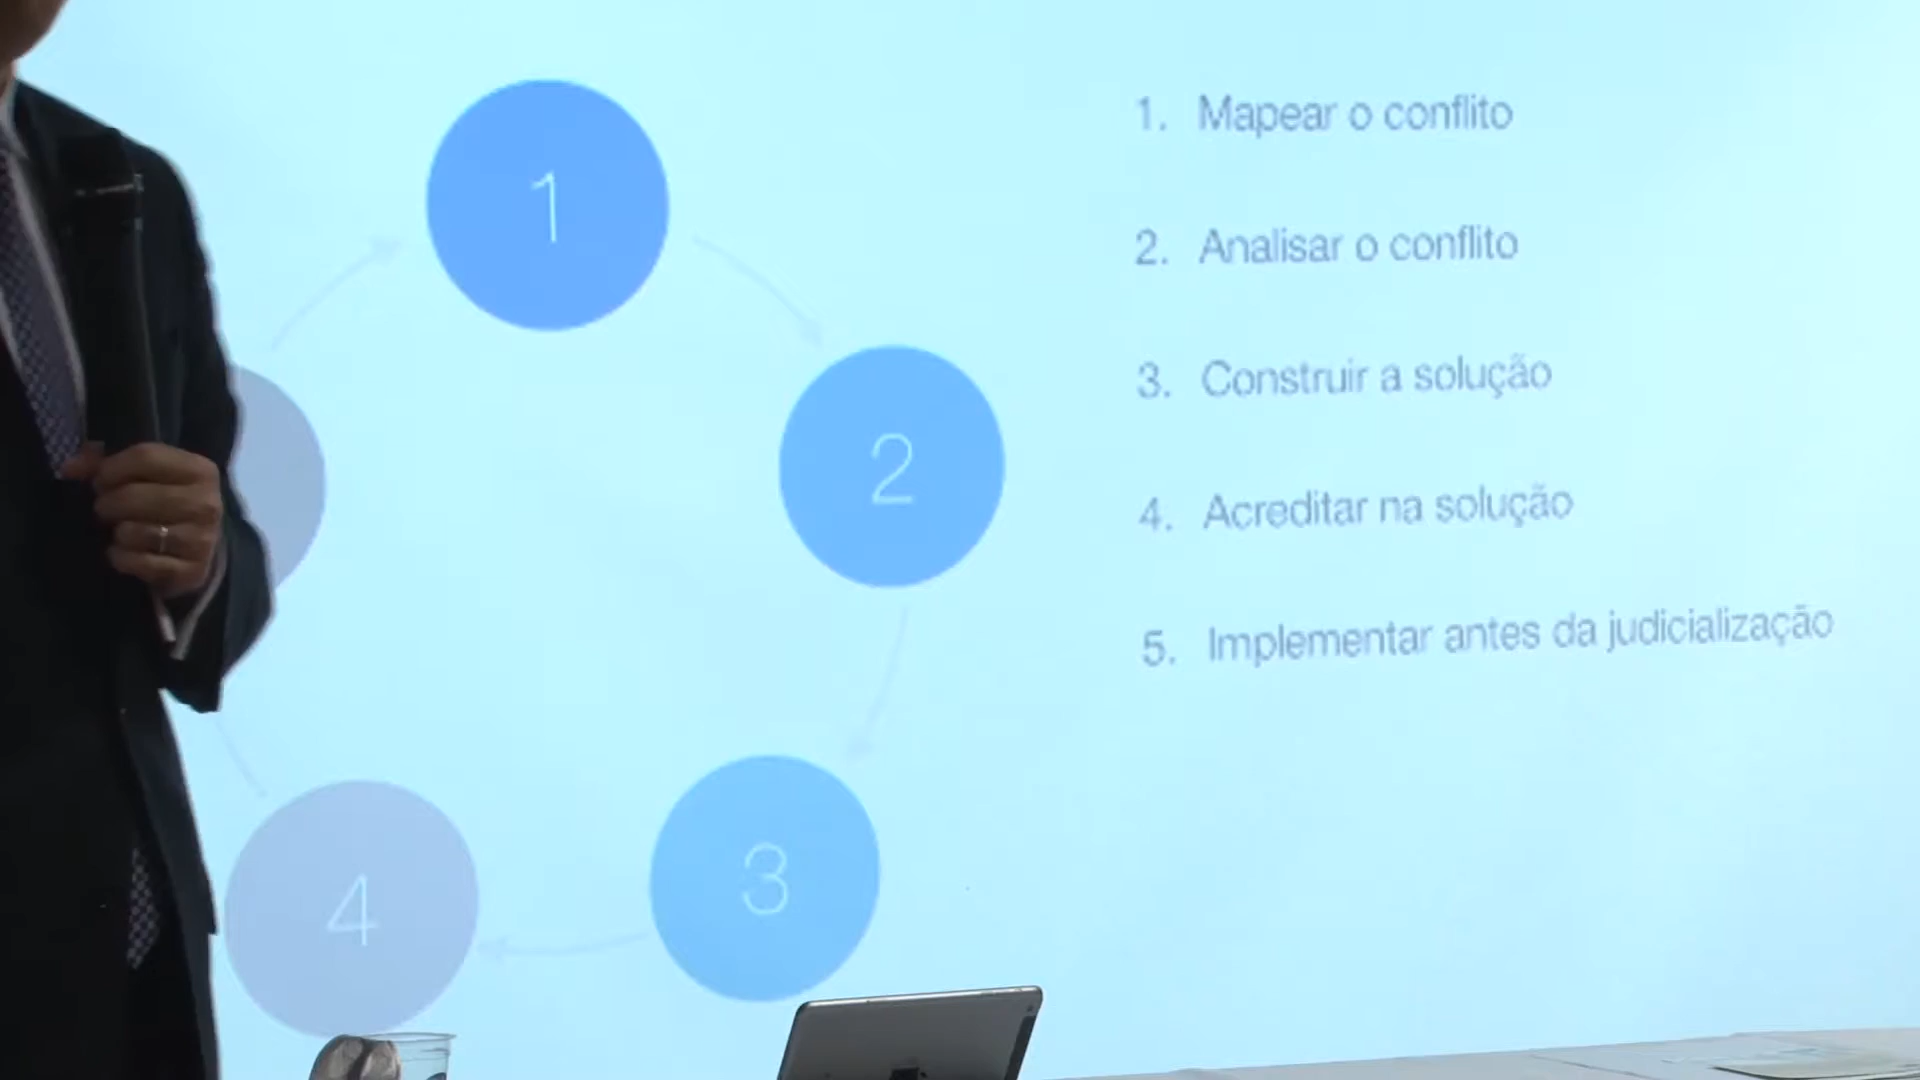 1
2
3
4
1. Mapear o conflito
2. Analisar o conflito
3. Construir a solução
4. Acreditar na solução
5. Implementar antes da judicialização